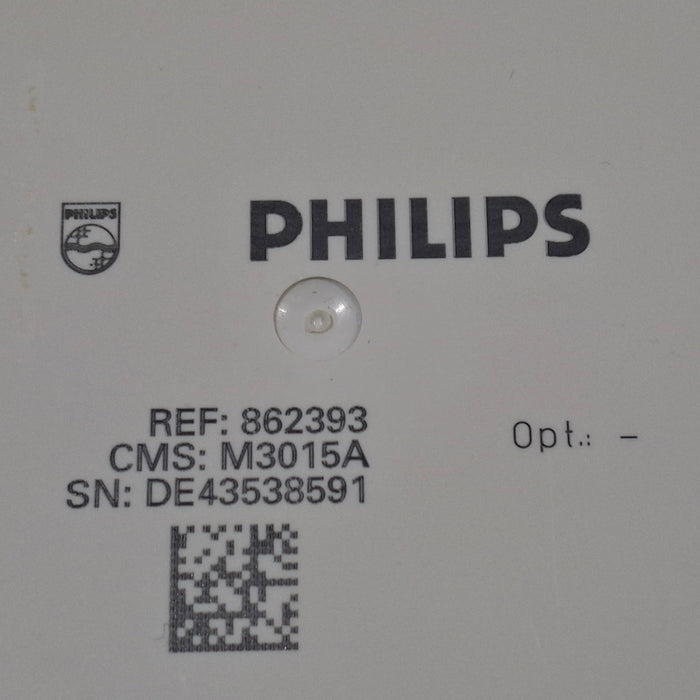 PHILIPS
PHILIPS
REF: 862393
CMS: M3015A
SN: DE43538591
Opt.: –